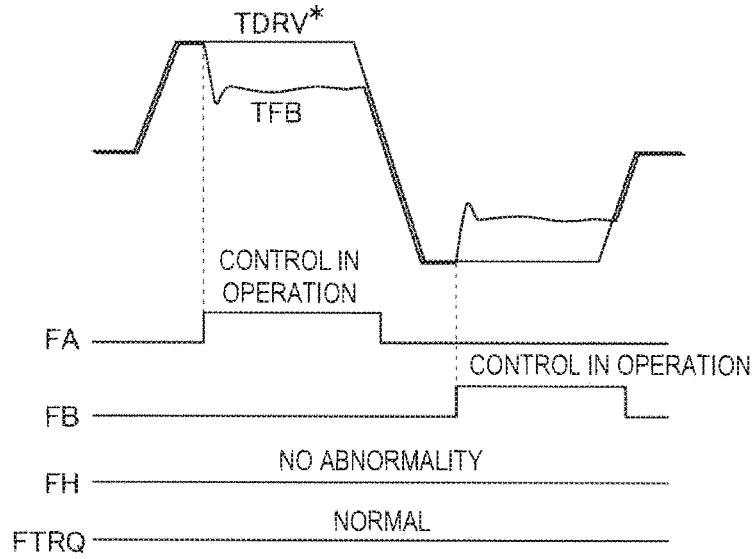 TDRV*
TFB
CONTROL IN
OPERATION
FA
CONTROL IN OPERATION
FB
NO ABNORMALITY
FH
NORMAL
FTRQ